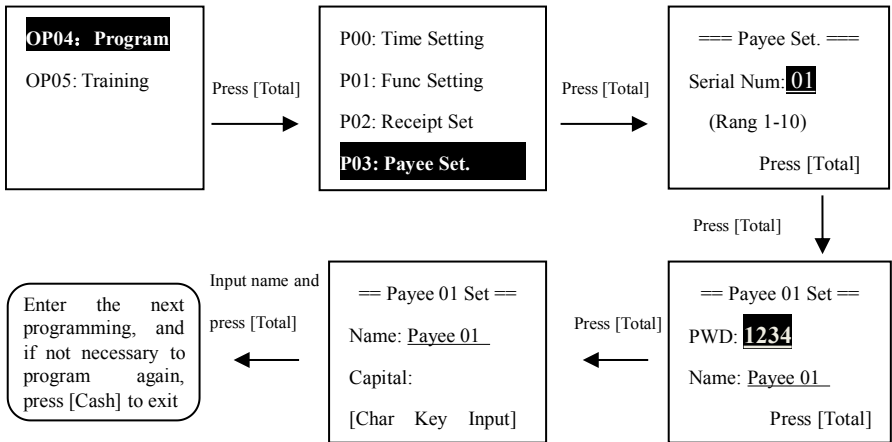 OP04: Program
OP05: Training
Press [Total]
P00: Time Setting
P01: Func Setting
P02: Receipt Set
P03: Payee Set.
Press [Total]
=== Payee Set. ===
Serial Num: 01
(Rang 1-10)
Press [Total]
Press [Total]
== Payee 01 Set ==
PWD: 1234
Name: Payee 01
Press [Total]
Press [Total]
== Payee 01 Set ==
Name: Payee 01
Capital:
[Char Key Input]
Input name and
press [Total]
Enter the next
programming, and
if not necessary to
program again,
press [Cash] to exit